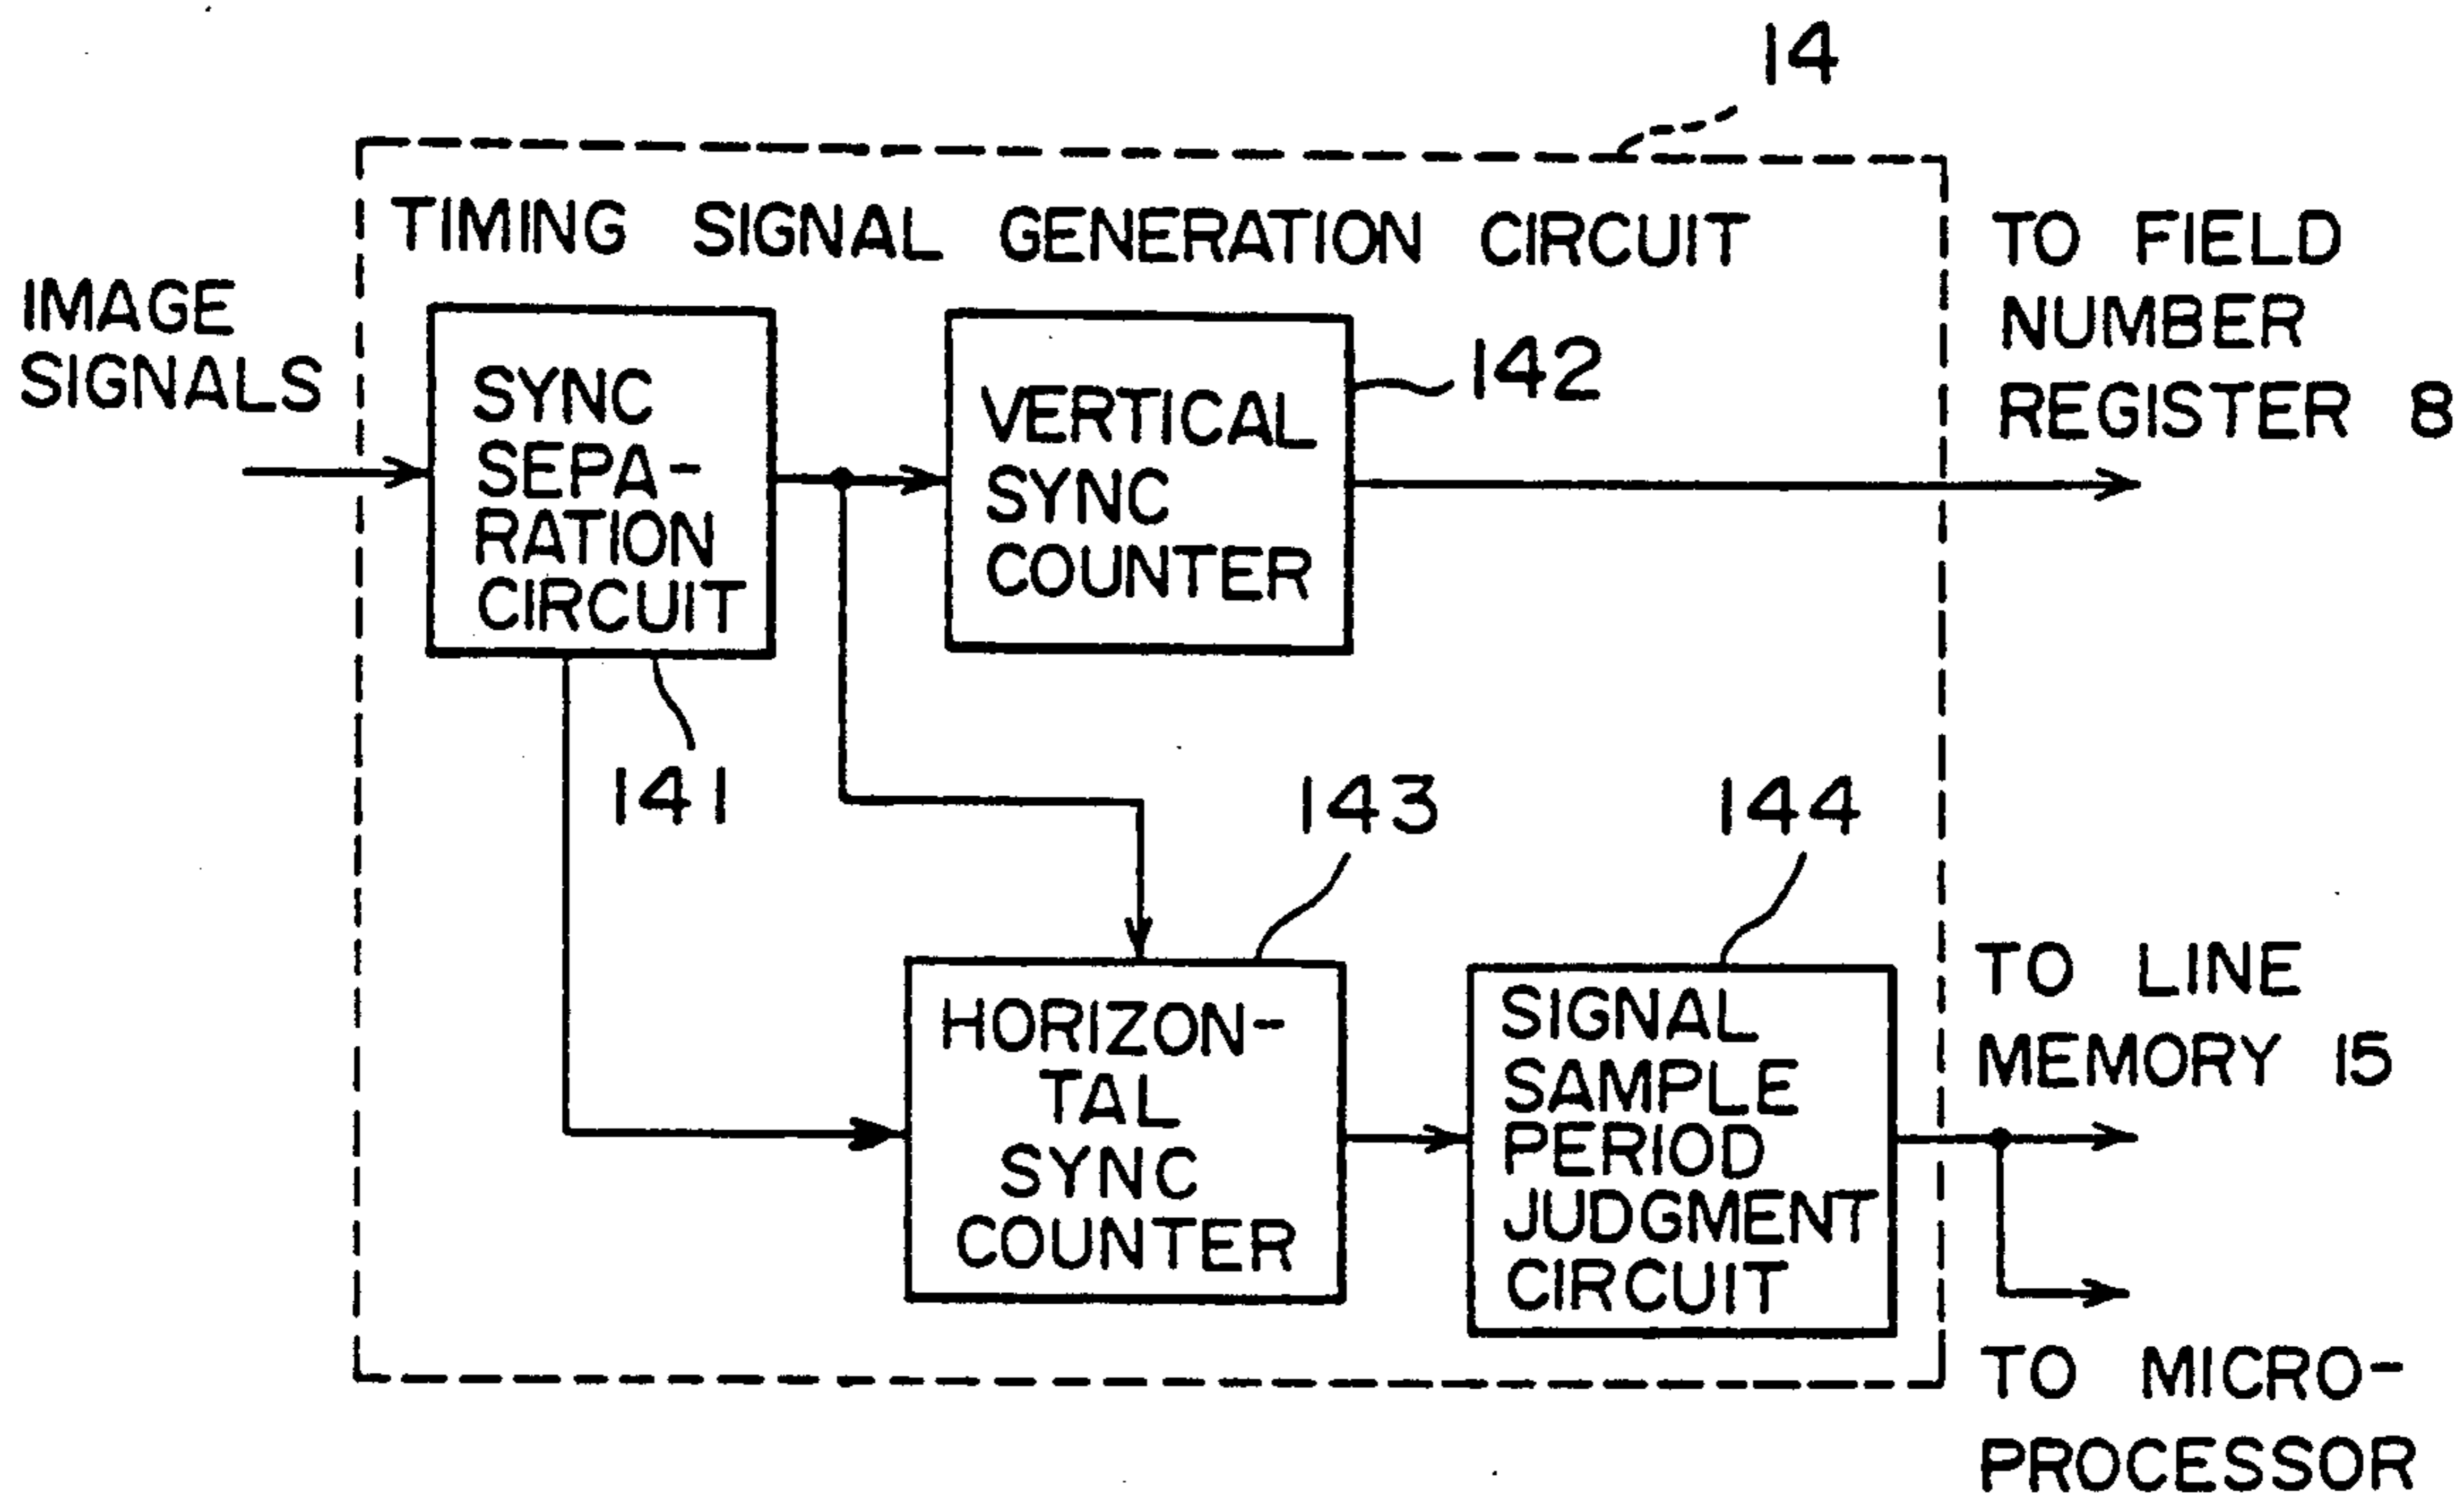 14
TIMING SIGNAL GENERATION CIRCUIT
IMAGE
SIGNALS
SYNC
SEPA-
RATION
CIRCUIT
141
VERTICAL
SYNC
COUNTER
142
TO FIELD
NUMBER
REGISTER 8
HORIZON-
TAL
SYNC
COUNTER
143
SIGNAL
SAMPLE
PERIOD
JUDGMENT
CIRCUIT
144
TO LINE
MEMORY 15
TO MICRO-
PROCESSOR